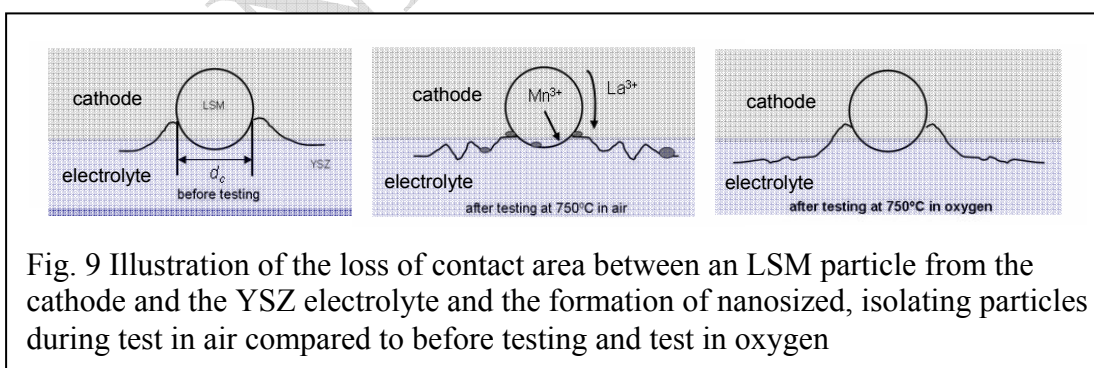 cathode
LSM
electrolyte
YSZ
d_c
before testing
cathode
Mn³⁺
La³⁺
electrolyte
after testing at 750°C in air
cathode
electrolyte
after testing at 750°C in oxygen
Fig. 9 Illustration of the loss of contact area between an LSM particle from the
cathode and the YSZ electrolyte and the formation of nanosized, isolating particles
during test in air compared to before testing and test in oxygen